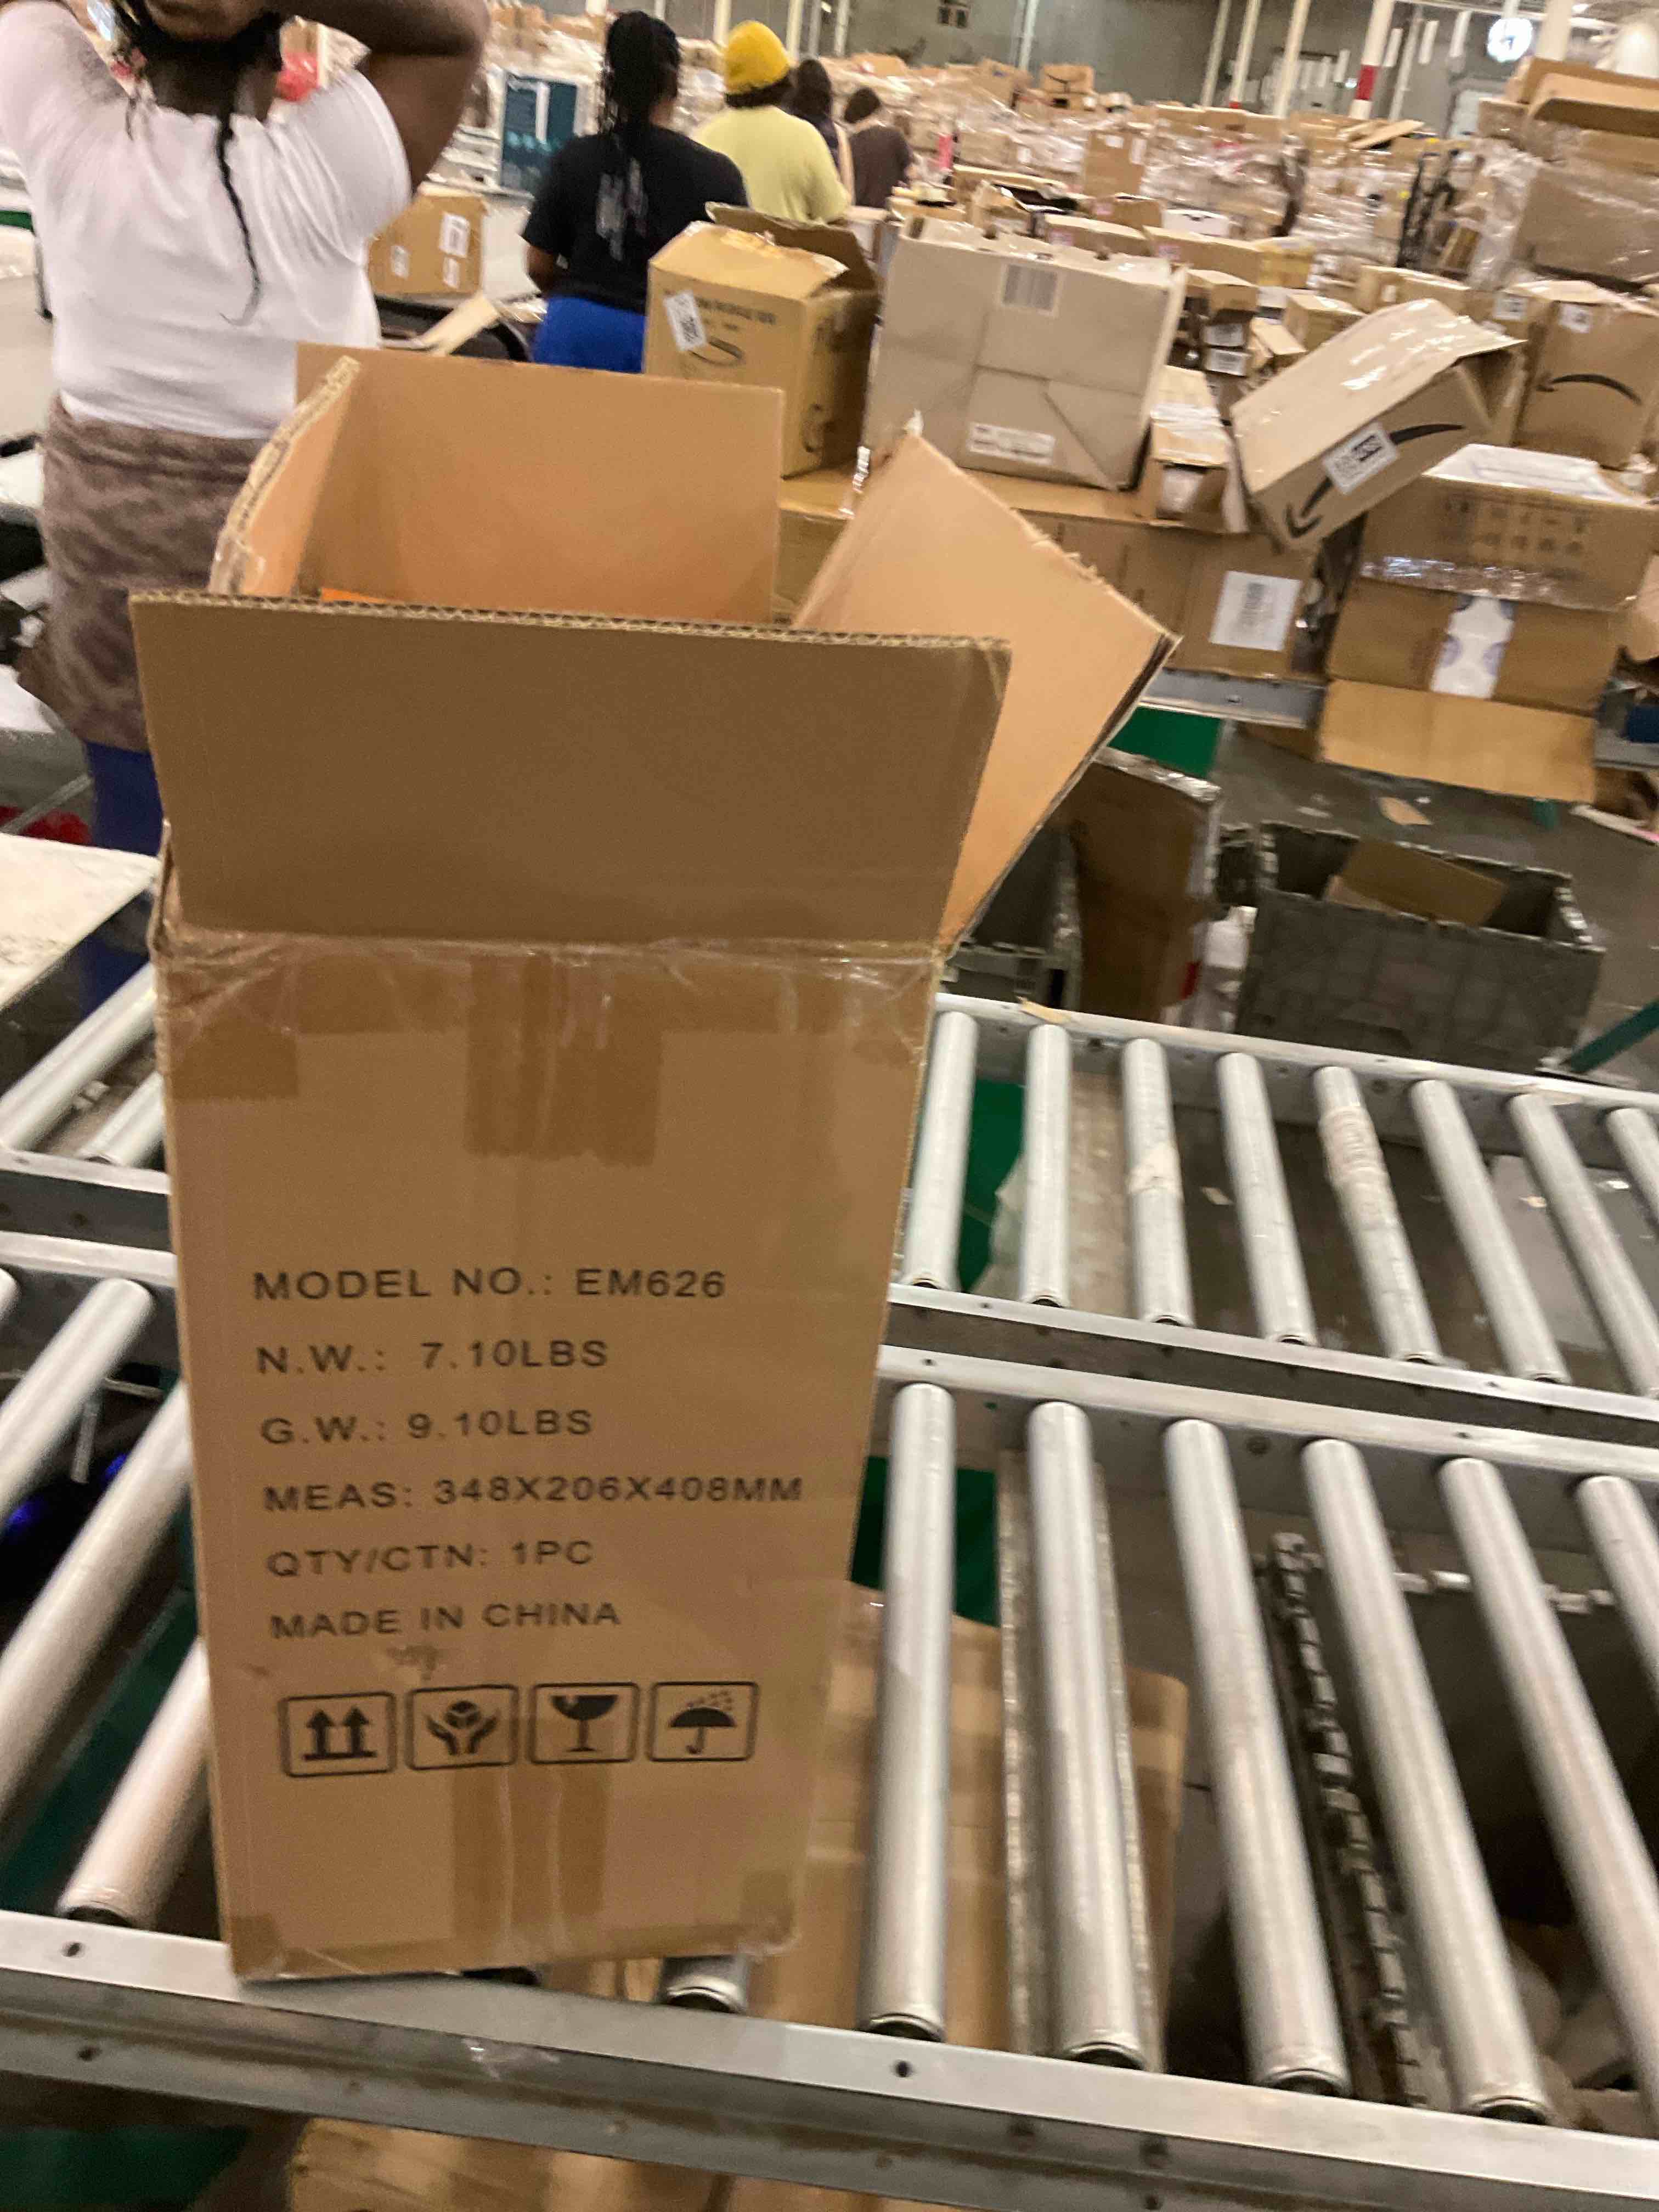 MODEL NO.: EM626
N.W.: 7.10LBS
G.W.: 9.10LBS
MEAS: 348X206X408MM
QTY/CTN: 1PC
MADE IN CHINA